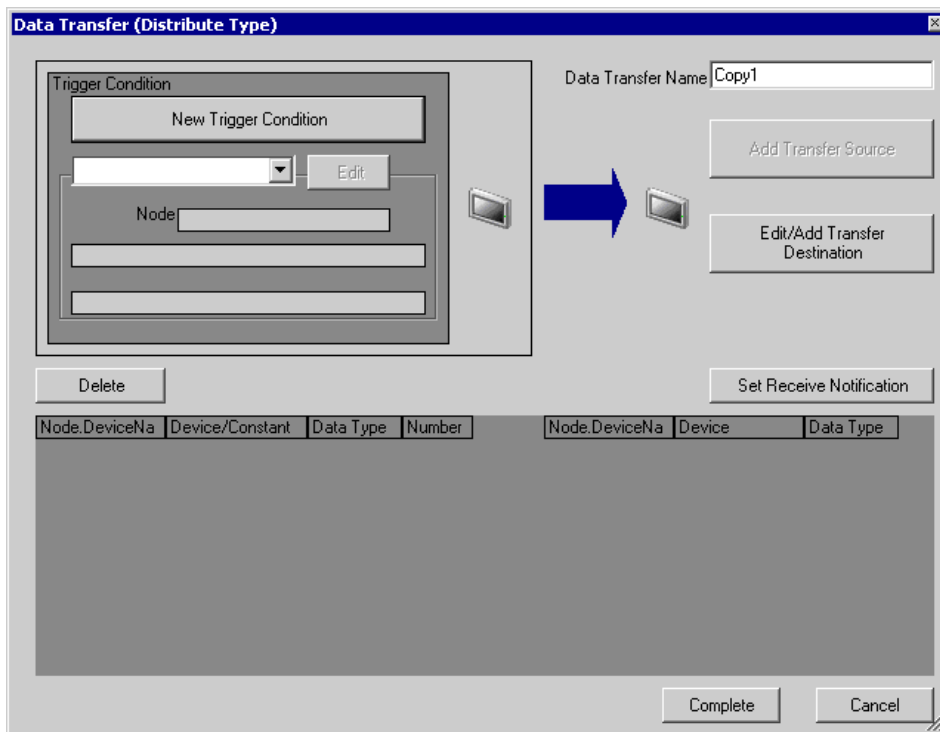 Data Transfer (Distribute Type)
Trigger Condition
New Trigger Condition
Edit
Node
Data Transfer Name Copy1
Add Transfer Source
Edit/Add Transfer
Destination
Delete
Set Receive Notification
Node.DeviceNa Device/Constant Data Type Number
Node.DeviceNa Device Data Type
Complete
Cancel